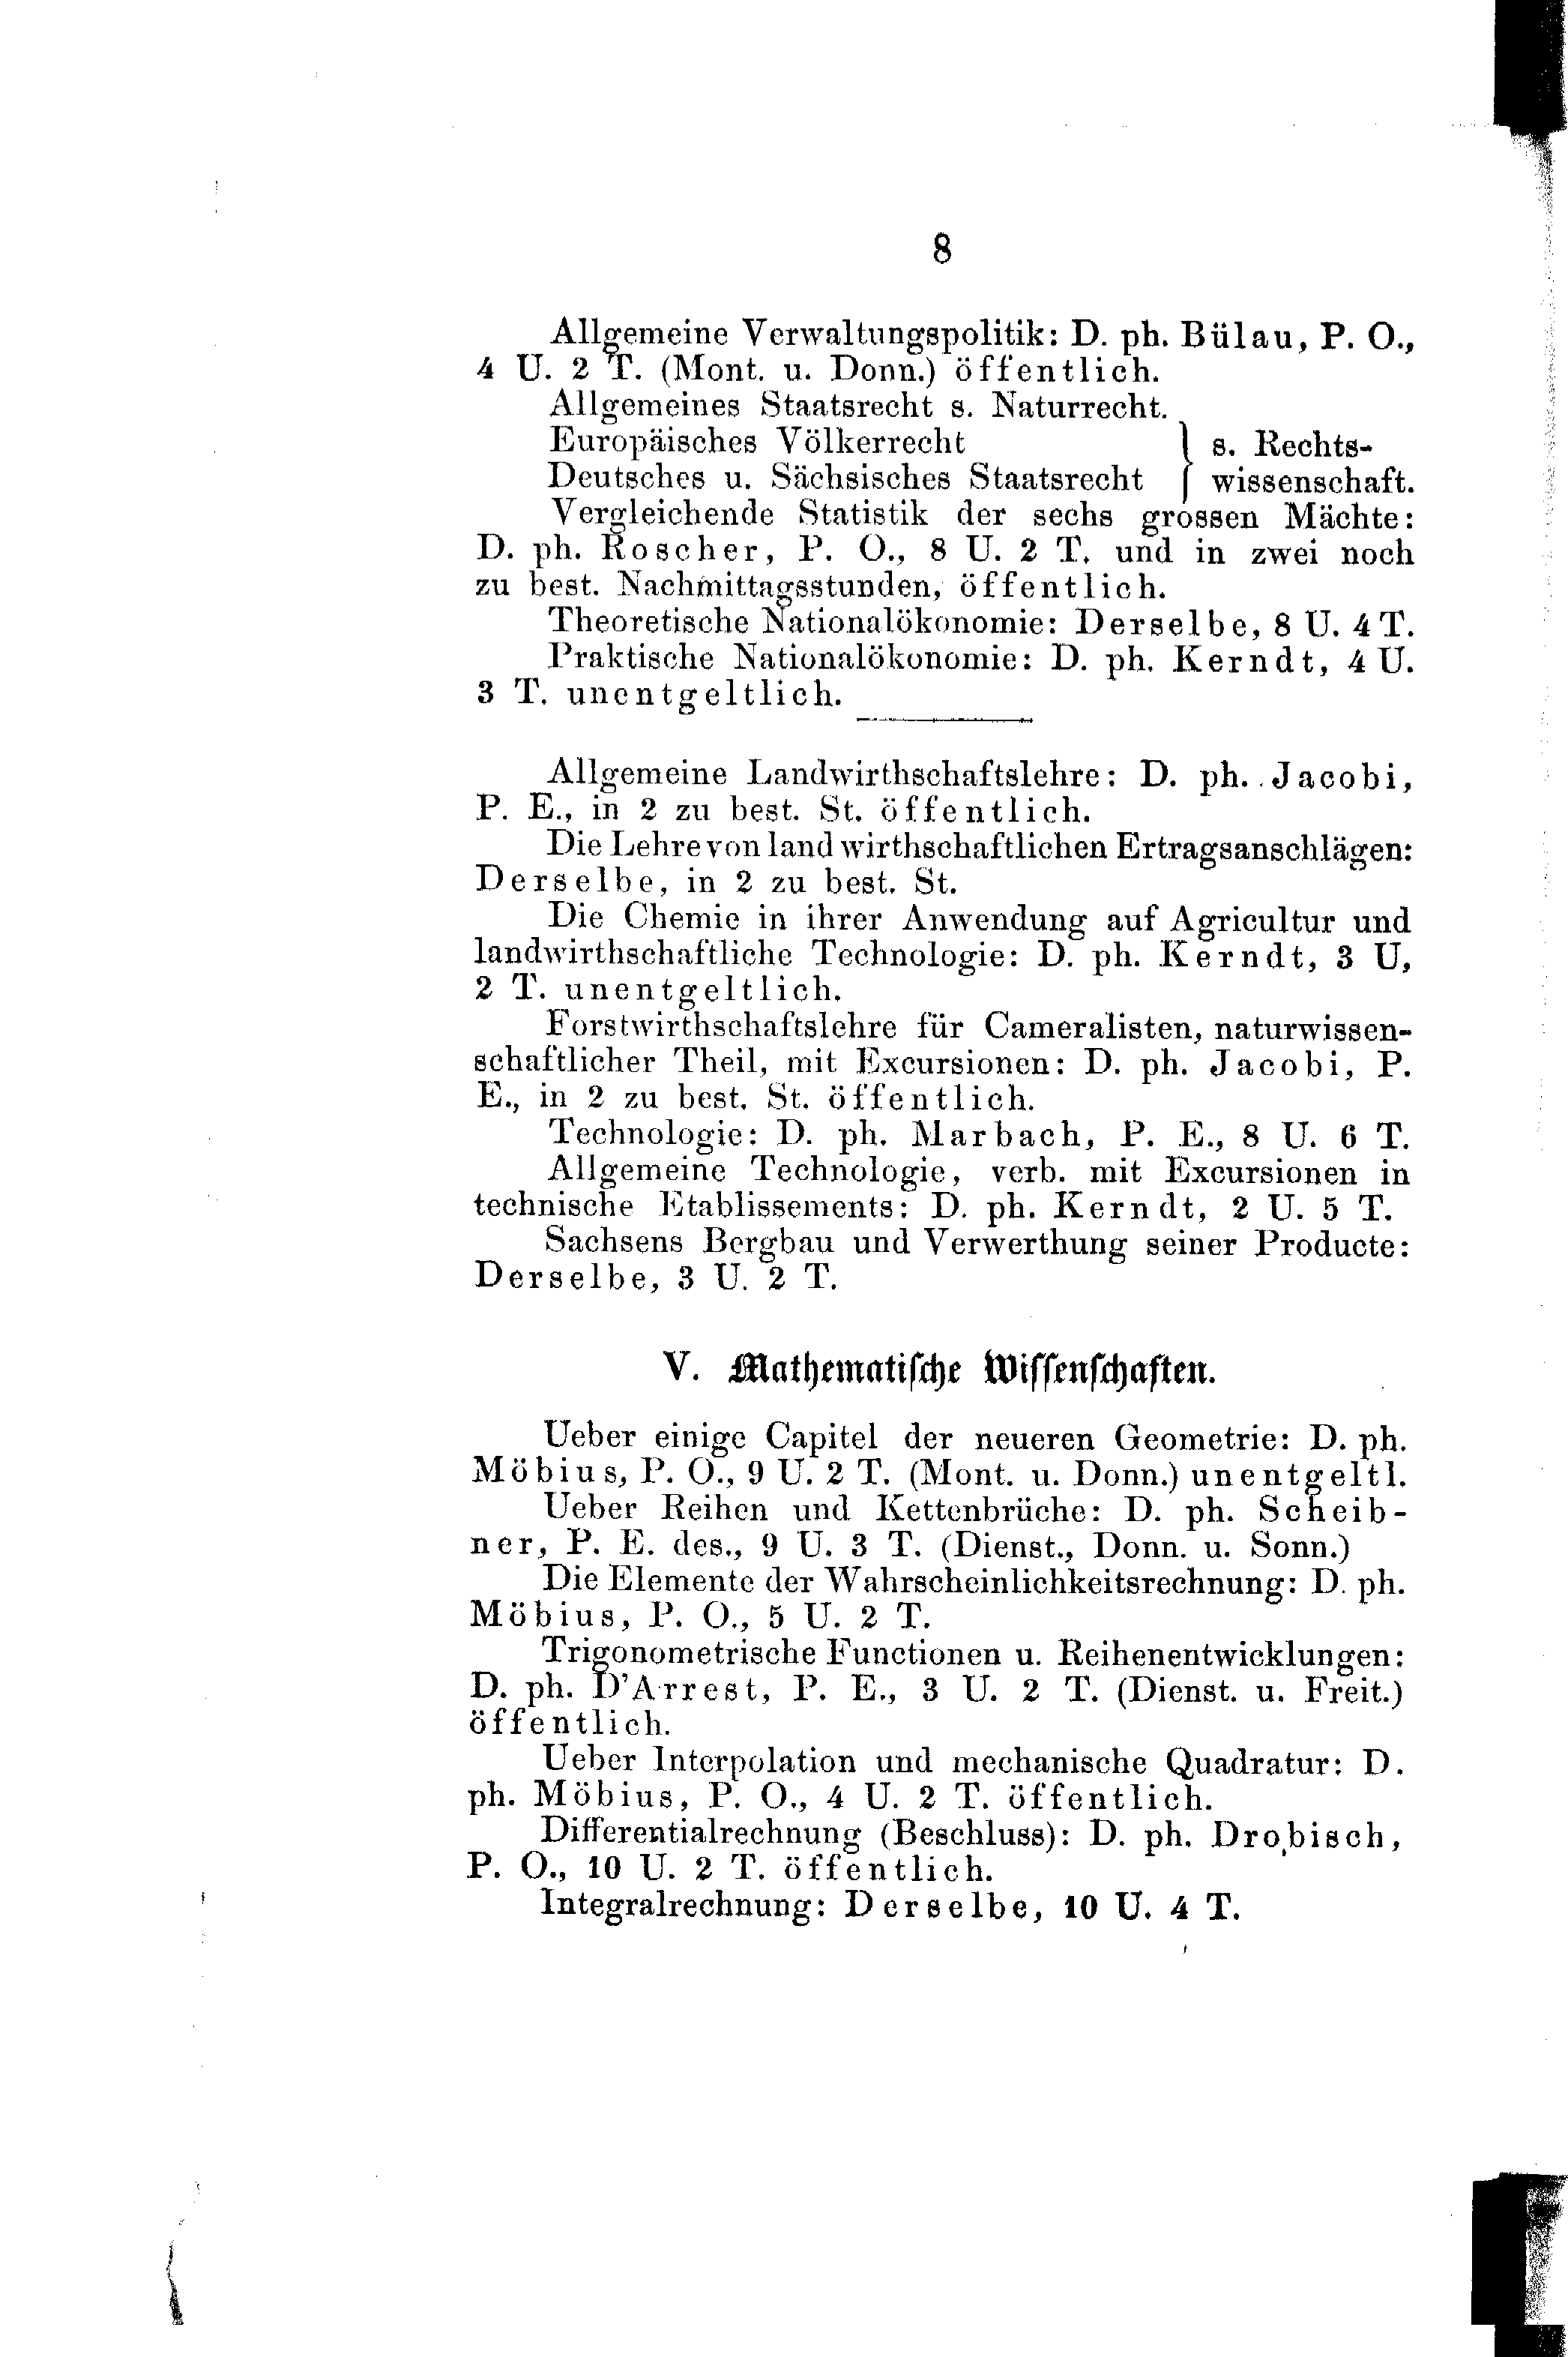 8
Allgemeine Verwaltungspolitik: D. ph. Bülau, P. O.,
4 U. 2 T. (Mont. u. Donn.) öffentlich.
Allgemeines Staatsrecht s. Naturrecht.
Europäisches Völkerrecht } s. Rechts-
Deutsches u. Sächsisches Staatsrecht } wissenschaft.
Vergleichende Statistik der sechs grossen Mächte:
D. ph. Roscher, P. O., 8 U. 2 T. und in zwei noch
zu best. Nachmittagsstunden, öffentlich.
Theoretische Nationalökonomie: Derselbe, 8 U. 4 T.
Praktische Nationalökonomie: D. ph. Kerndt, 4 U.
3 T. unentgeltlich.
Allgemeine Landwirthschaftslehre: D. ph. Jacobi,
P. E., in 2 zu best. St. öffentlich.
Die Lehre von landwirthschaftlichen Ertragsanschlägen:
Derselbe, in 2 zu best. St.
Die Chemie in ihrer Anwendung auf Agricultur und
landwirthschaftliche Technologie: D. ph. Kerndt, 3 U,
2 T. unentgeltlich.
Forstwirthschaftslehre für Cameralisten, naturwissen-
schaftlicher Theil, mit Excursionen: D. ph. Jacobi, P.
E., in 2 zu best. St. öffentlich.
Technologie: D. ph. Marbach, P. E., 8 U. 6 T.
Allgemeine Technologie, verb. mit Excursionen in
technische Etablissements: D. ph. Kerndt, 2 U. 5 T.
Sachsens Bergbau und Verwerthung seiner Producte:
Derselbe, 3 U. 2 T.
V. Mathematische Wissenschaften.
Ueber einige Capitel der neueren Geometrie: D. ph.
Möbius, P. O., 9 U. 2 T. (Mont. u. Donn.) unentgeltl.
Ueber Reihen und Kettenbrüche: D. ph. Scheib-
ner, P. E. des., 9 U. 3 T. (Dienst., Donn. u. Sonn.)
Die Elemente der Wahrscheinlichkeitsrechnung: D. ph.
Möbius, P. O., 5 U. 2 T.
Trigonometrische Functionen u. Reihenentwicklungen:
D. ph. D'Arrest, P. E., 3 U. 2 T. (Dienst. u. Freit.)
öffentlich.
Ueber Interpolation und mechanische Quadratur: D.
ph. Möbius, P. O., 4 U. 2 T. öffentlich.
Differentialrechnung (Beschluss): D. ph. Drobisch,
P. O., 10 U. 2 T. öffentlich.
Integralrechnung: Derselbe, 10 U. 4 T.